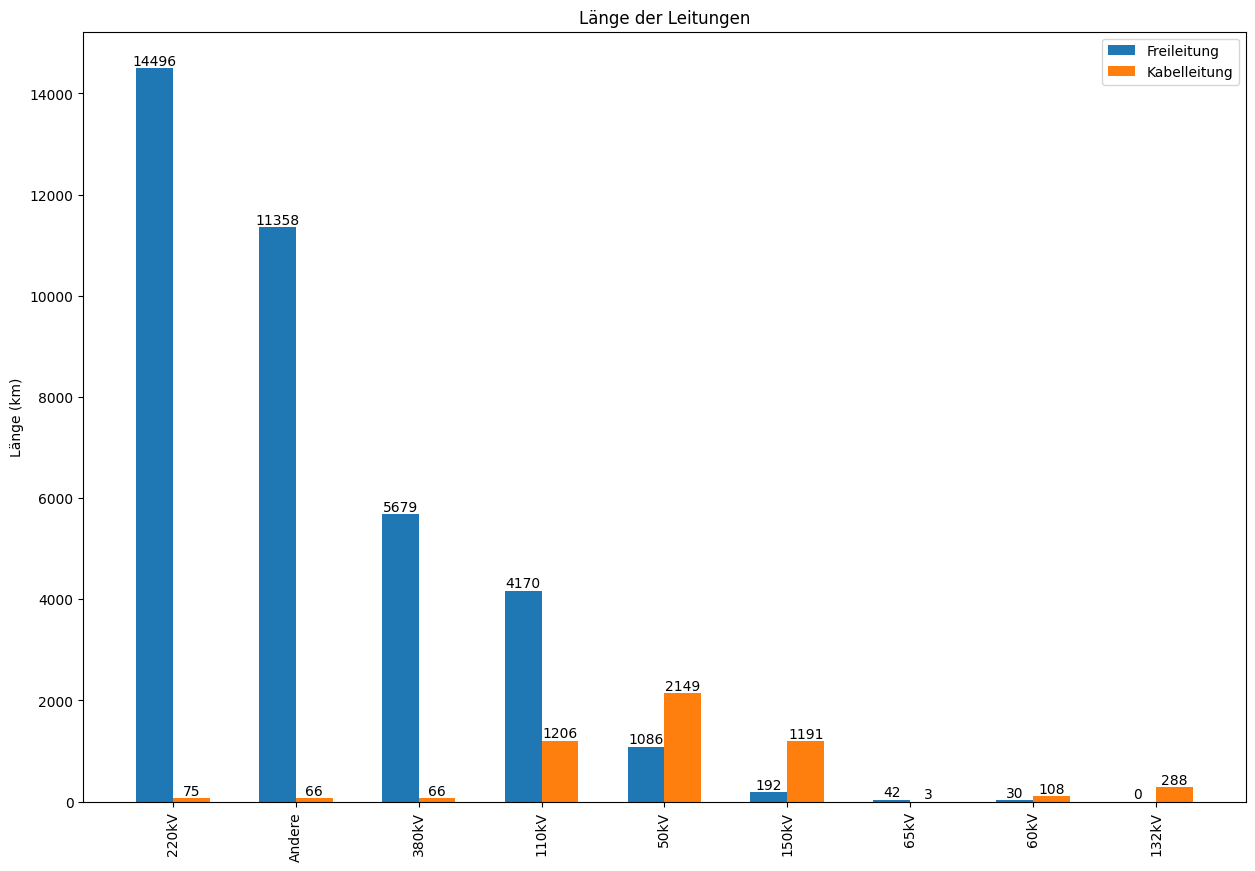 Länge der Leitungen
Freileitung
Kabelleitung
Länge (km)
14000
12000
10000
8000
6000
4000
2000
0
14496
75
11358
66
5679
66
4170
1206
1086
2149
192
1191
42
3
30
108
0
288
220kV
Andere
380kV
110kV
50kV
150kV
65kV
60kV
132kV